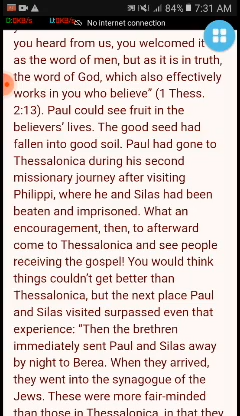 0:0KB/s 0:0KB/s 84% 7:31 AM
No internet connection
you heard from us, you welcomed it
as the word of men, but as it is in truth,
the word of God, which also effectively
works in you who believe” (1 Thess.
2:13). Paul could see fruit in the
believers’ lives. The good seed had
fallen into good soil. Paul had gone to
Thessalonica during his second
missionary journey after visiting
Philippi, where he and Silas had been
beaten and imprisoned. What an
encouragement, then, to afterward
come to Thessalonica and see people
receiving the gospel! You would think
things couldn’t get better than
Thessalonica, but the next place Paul
and Silas visited surpassed even that
experience: “Then the brethren
immediately sent Paul and Silas away
by night to Berea. When they arrived,
they went into the synagogue of the
Jews. These were more fair-minded
than those in Thessalonica, in that they